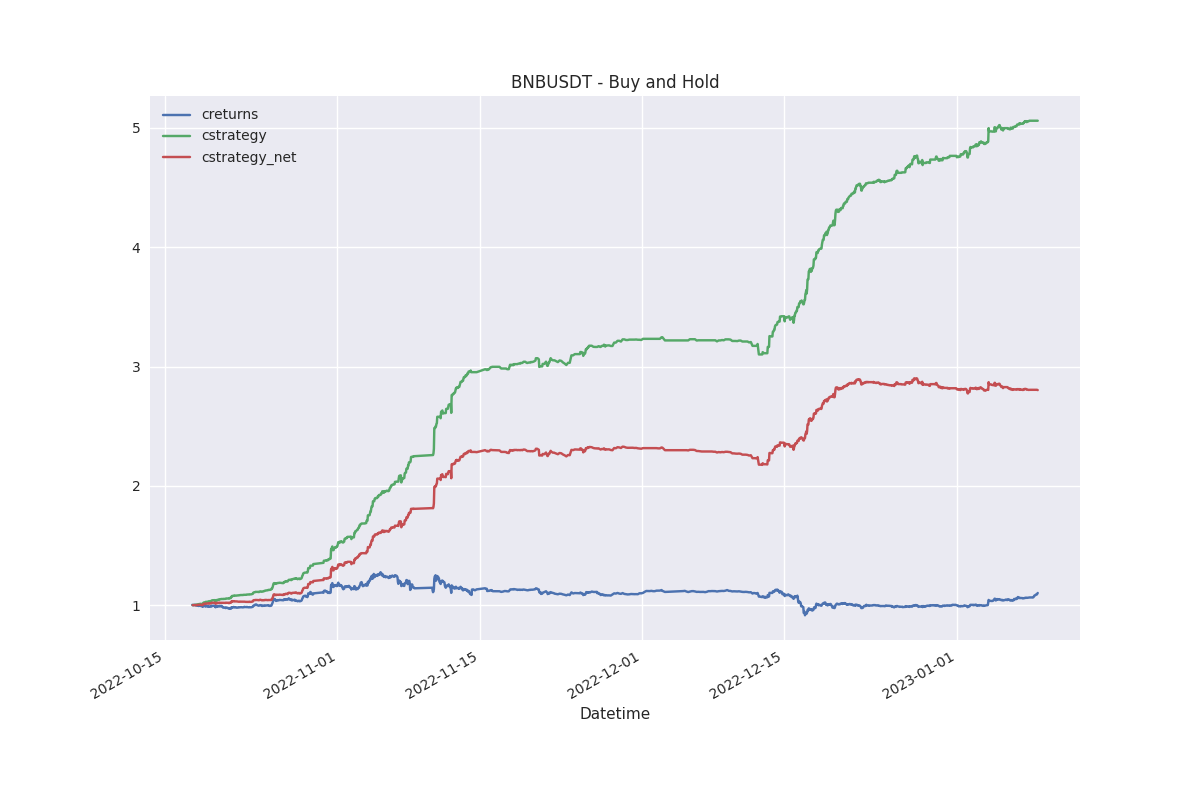 BNBUSDT - Buy and Hold
creturns
cstrategy
cstrategy_net
5
4
3
2
1
2022-10-15
2022-11-01
2022-11-15
2022-12-01
2022-12-15
2023-01-01
Datetime